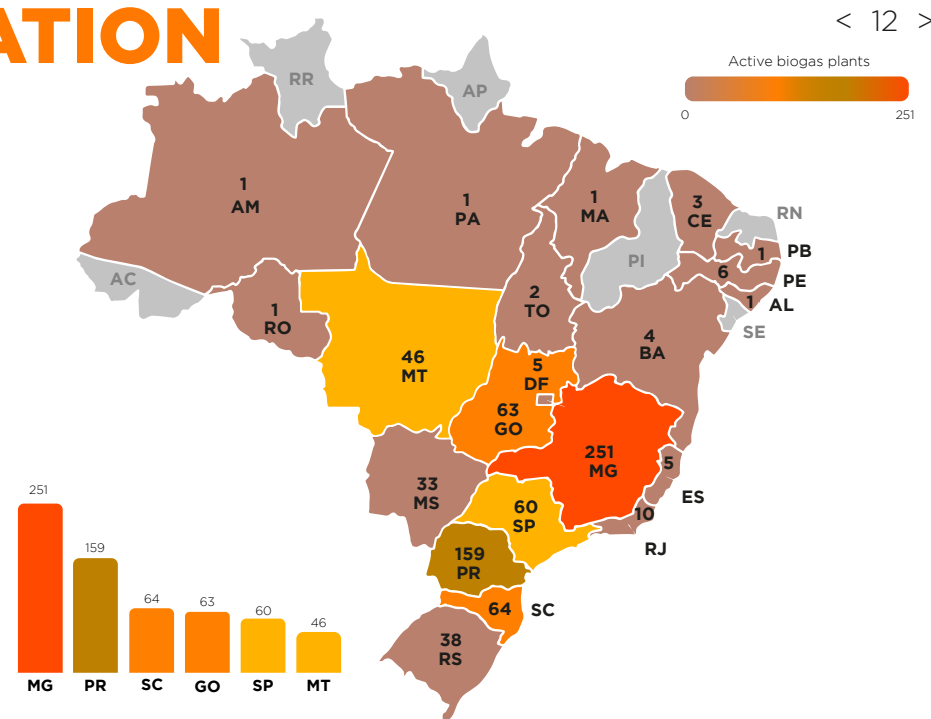 ATION
< 12 >
Active biogas plants
0
251
RR
AP
1
AM
1
PA
1
MA
3
CE
RN
PI
1
PB
6
PE
1
AL
SE
AC
1
RO
2
TO
4
BA
46
MT
5
DF
63
GO
251
MG
5
ES
10
RJ
33
MS
60
SP
159
PR
64
SC
38
RS
251
159
64
63
60
46
MG
PR
SC
GO
SP
MT